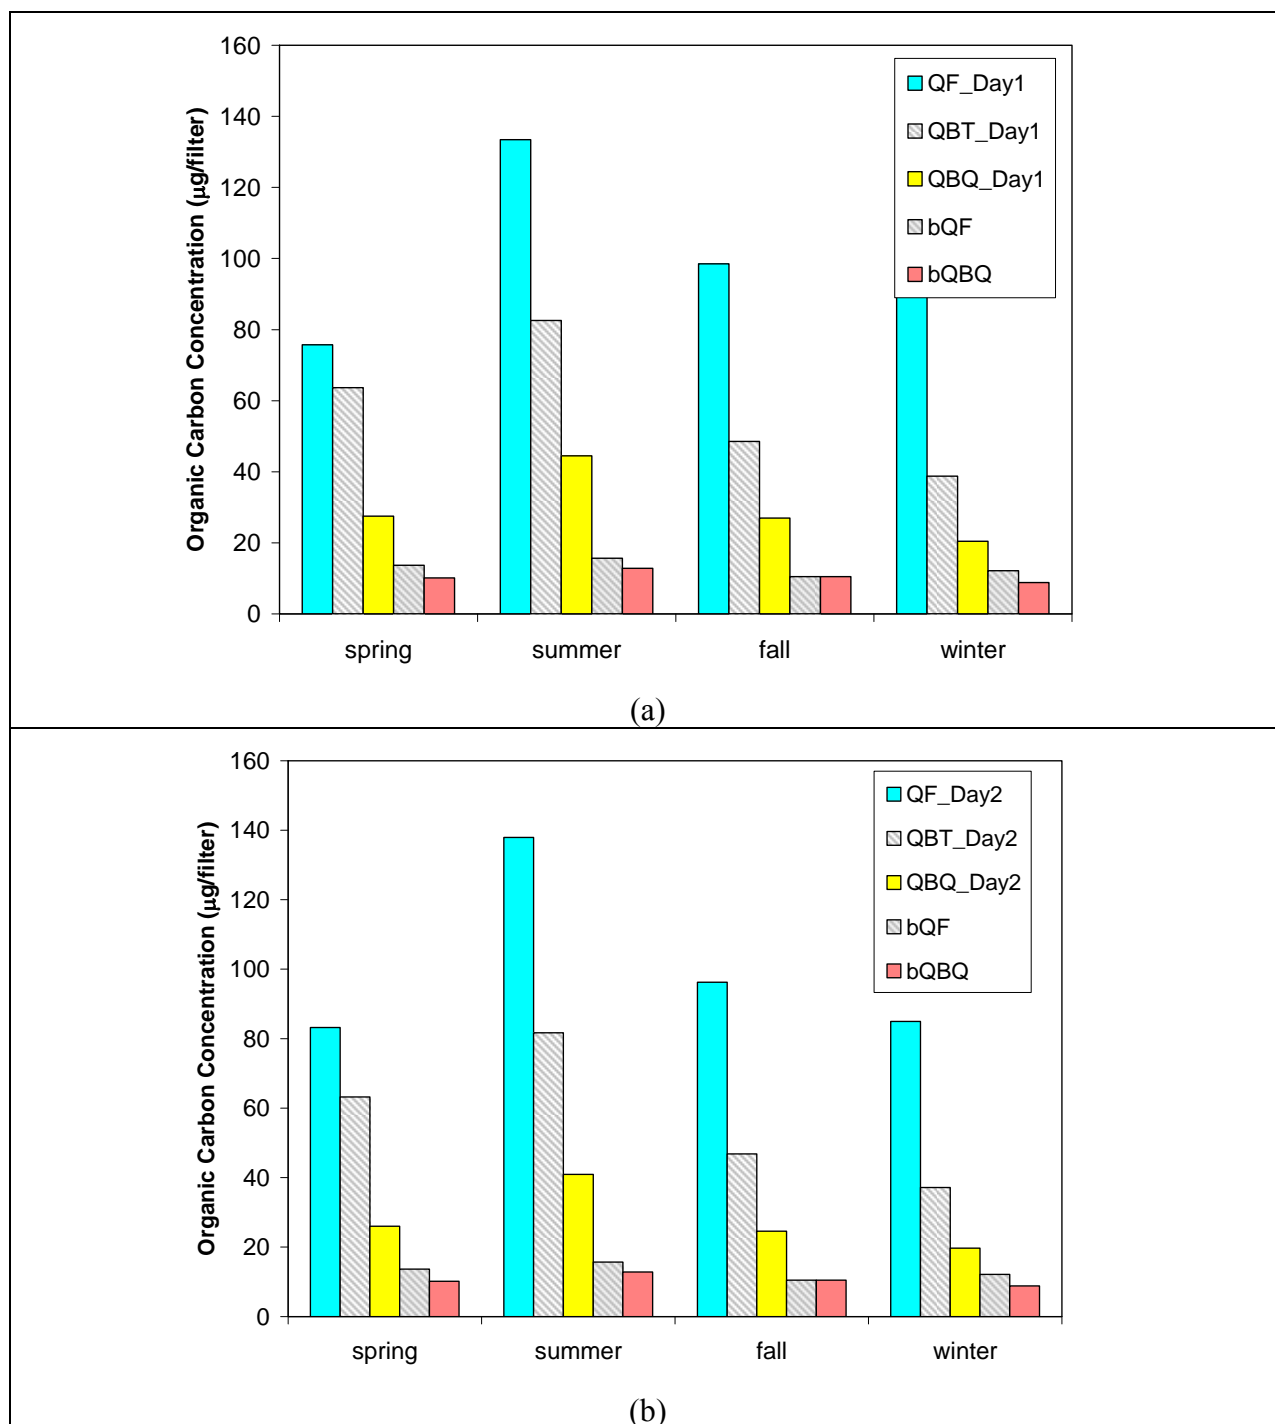 160
140
120
100
80
60
40
20
0
Organic Carbon Concentration (μg/filter)
QF_Day1
QBT_Day1
QBQ_Day1
bQF
bQBQ
spring summer fall winter
(a)
160
140
120
100
80
60
40
20
0
Organic Carbon Concentration (μg/filter)
QF_Day2
QBT_Day2
QBQ_Day2
bQF
bQBQ
spring summer fall winter
(b)